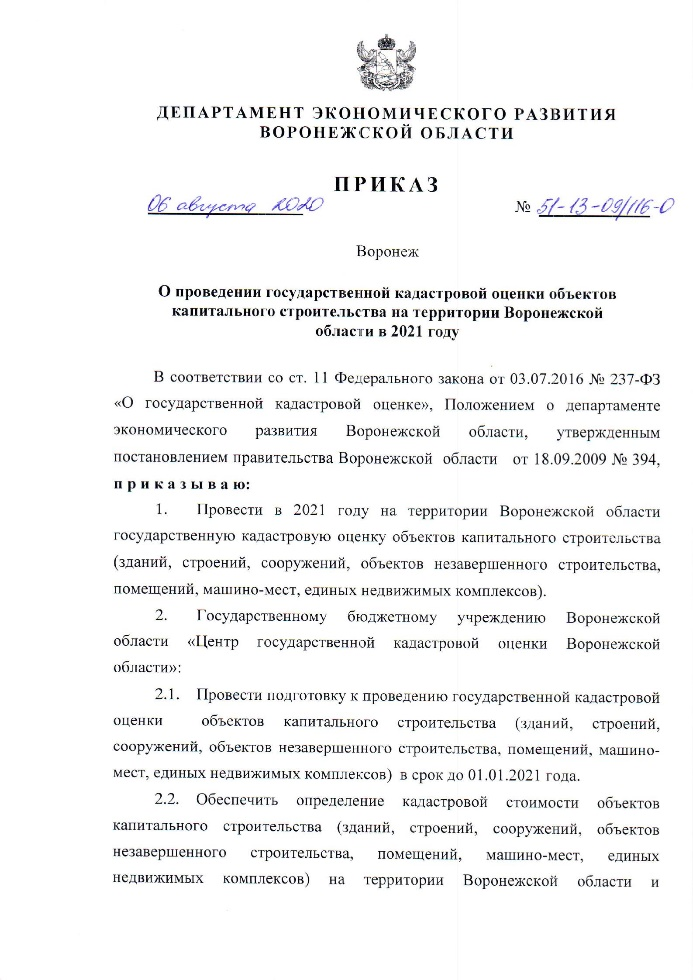 ДЕПАРТАМЕНТ ЭКОНОМИЧЕСКОГО РАЗВИТИЯ
ВОРОНЕЖСКОЙ ОБЛАСТИ
ПРИКАЗ
06 августа 2020 № 51-13-09/116-О
Воронеж
О проведении государственной кадастровой оценки объектов
капитального строительства на территории Воронежской
области в 2021 году
В соответствии со ст. 11 Федерального закона от 03.07.2016 № 237-ФЗ
«О государственной кадастровой оценке», Положением о департаменте
экономического развития Воронежской области, утвержденным
постановлением правительства Воронежской области от 18.09.2009 № 394,
п р и к а з ы в а ю:
1. Провести в 2021 году на территории Воронежской области
государственную кадастровую оценку объектов капитального строительства
(зданий, строений, сооружений, объектов незавершенного строительства,
помещений, машино-мест, единых недвижимых комплексов).
2. Государственному бюджетному учреждению Воронежской
области «Центр государственной кадастровой оценки Воронежской
области»:
2.1. Провести подготовку к проведению государственной кадастровой
оценки объектов капитального строительства (зданий, строений,
сооружений, объектов незавершенного строительства, помещений, машино-
мест, единых недвижимых комплексов) в срок до 01.01.2021 года.
2.2. Обеспечить определение кадастровой стоимости объектов
капитального строительства (зданий, строений, сооружений, объектов
незавершенного строительства, помещений, машино-мест, единых
недвижимых комплексов) на территории Воронежской области и